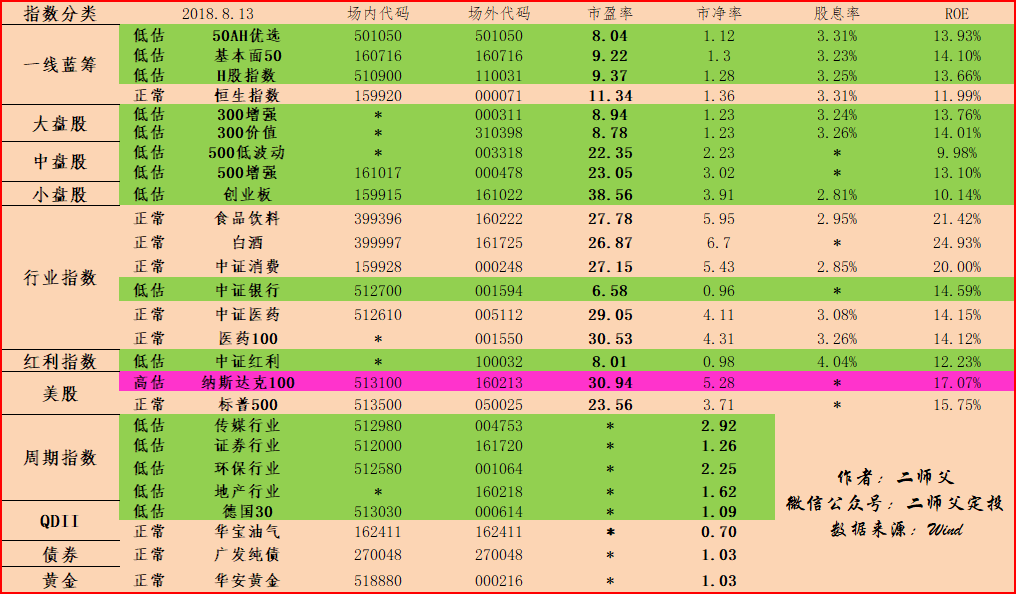 指数分类 2018.8.13 场内代码 场外代码 市盈率 市净率 股息率 ROE
一线蓝筹
低估 50AH优选 501050 501050 8.04 1.12 3.31% 13.93%
低估 基本面50 160716 160716 9.22 1.3 3.23% 14.10%
低估 H股指数 510900 110031 9.37 1.28 3.25% 13.66%
正常 恒生指数 159920 000071 11.34 1.36 3.31% 11.99%
大盘股
低估 300增强 * 000311 8.94 1.23 3.24% 13.76%
低估 300价值 * 310398 8.78 1.23 3.26% 14.01%
中盘股
低估 500低波动 * 003318 22.35 2.23 * 9.98%
低估 500增强 161017 000478 23.05 3.02 * 13.10%
小盘股 低估 创业板 159915 161022 38.56 3.91 2.81% 10.14%
行业指数
正常 食品饮料 399396 160222 27.78 5.95 2.95% 21.42%
正常 白酒 399997 161725 26.87 6.7 * 24.93%
正常 中证消费 159928 000248 27.15 5.43 2.85% 20.00%
低估 中证银行 512700 001594 6.58 0.96 * 14.59%
正常 中证医药 512610 005112 29.05 4.11 3.08% 14.15%
正常 医药100 * 001550 30.53 4.31 3.26% 14.12%
红利指数 低估 中证红利 * 100032 8.01 0.98 4.04% 12.23%
美股
高估 纳斯达克100 513100 160213 30.94 5.28 * 17.07%
正常 标普500 513500 050025 23.56 3.71 * 15.75%
周期指数
低估 传媒行业 512980 004753 * 2.92
低估 证券行业 512000 161720 * 1.26
低估 环保行业 512580 001064 * 2.25
低估 地产行业 * 160218 * 1.62
QDII
低估 德国30 513030 000614 * 1.09
正常 华宝油气 162411 162411 * 0.70
债券 正常 广发纯债 270048 270048 * 1.03
黄金 正常 华安黄金 518880 000216 * 1.03
作者：二师父
微信公众号：二师父定投
数据来源：Wind